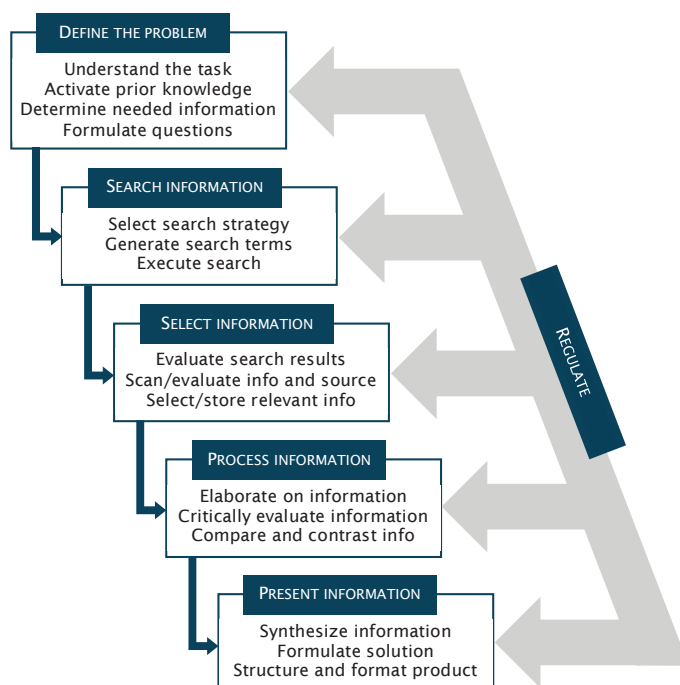 DEFINE THE PROBLEM
Understand the task
Activate prior knowledge
Determine needed information
Formulate questions
SEARCH INFORMATION
Select search strategy
Generate search terms
Execute search
SELECT INFORMATION
Evaluate search results
Scan/evaluate info and source
Select/store relevant info
REGULATE
PROCESS INFORMATION
Elaborate on information
Critically evaluate information
Compare and contrast info
PRESENT INFORMATION
Synthesize information
Formulate solution
Structure and format product